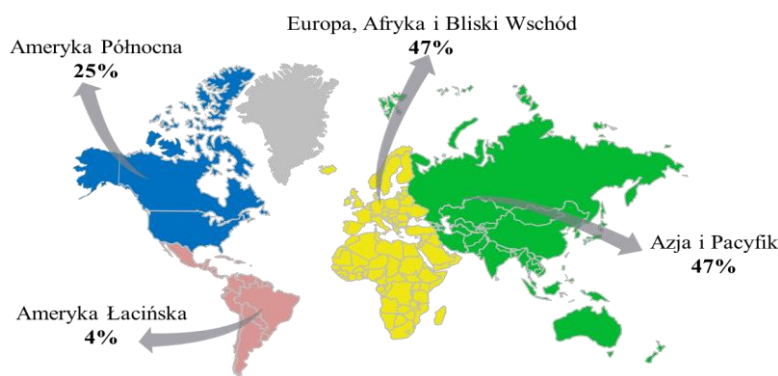 Europa, Afryka i Bliski Wschód
47%
Ameryka Północna
25%
Azja i Pacyfik
47%
Ameryka Łacińska
4%